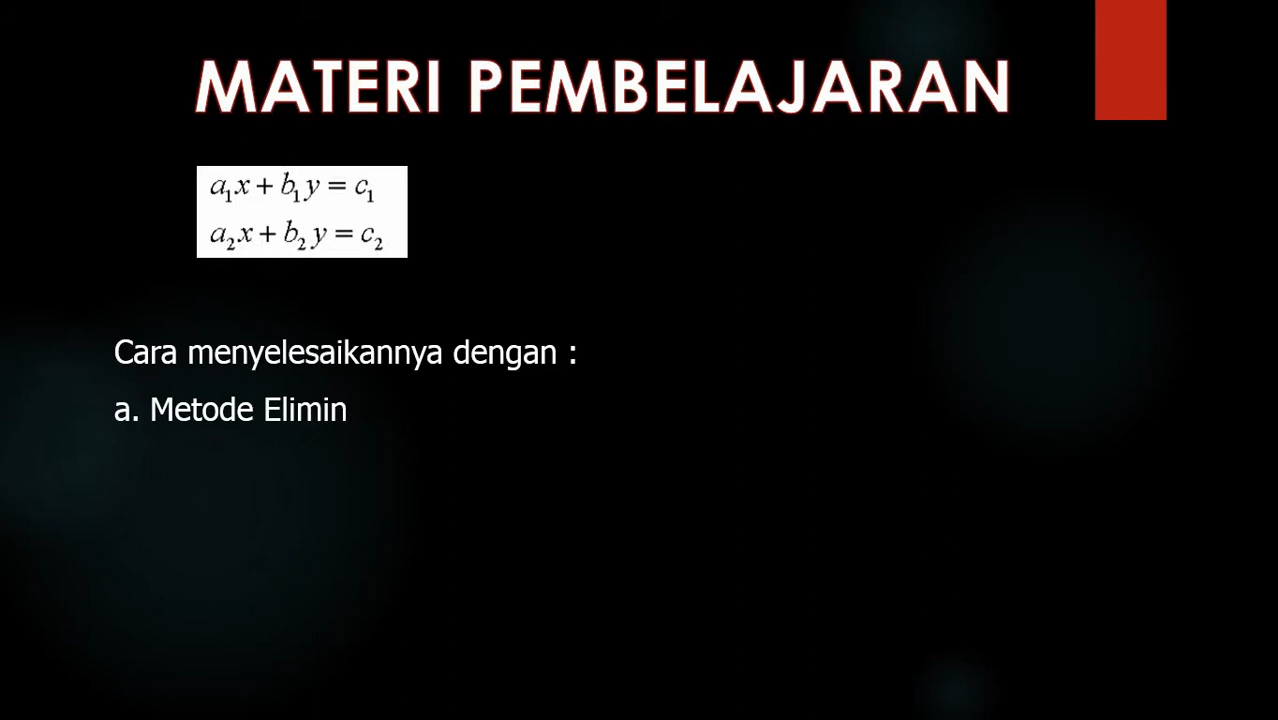 MATERI PEMBELAJARAN
a₁x + b₁y = c₁
a₂x + b₂y = c₂
Cara menyelesaikannya dengan :
a. Metode Elimin